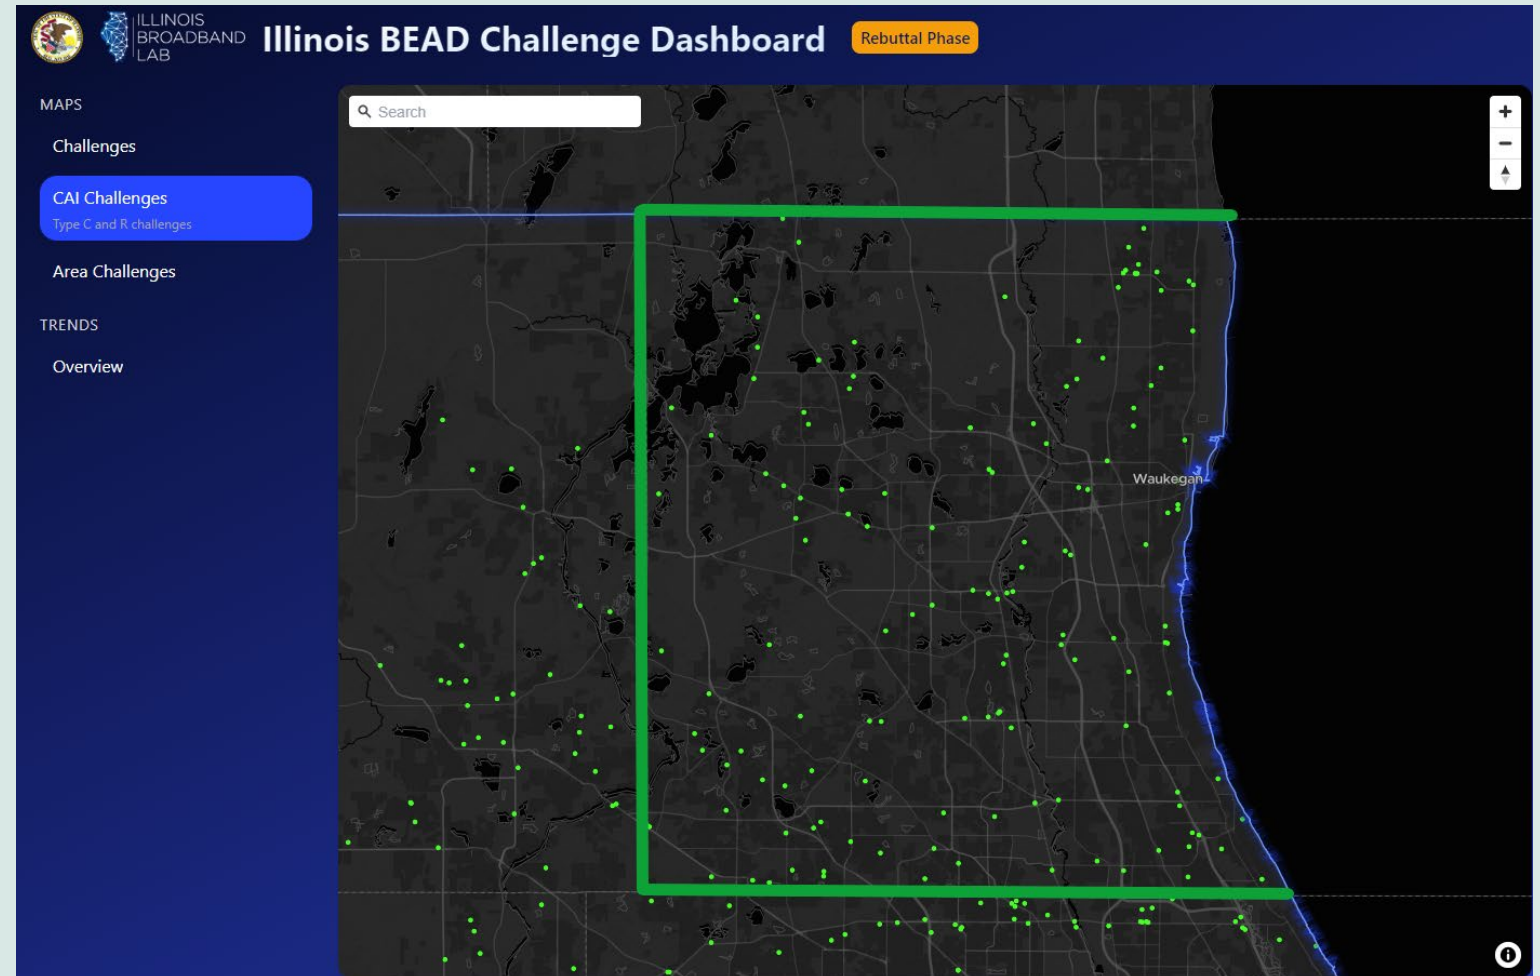 ILLINOIS
BROADBAND
LAB
Illinois BEAD Challenge Dashboard
Rebuttal Phase
MAPS
Challenges
CAI Challenges
Type C and R challenges
Area Challenges
TRENDS
Overview
Search
Waukegan